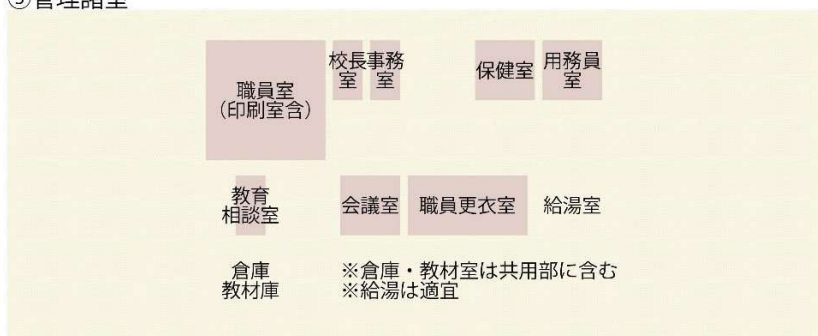 ⑤管理諸室
職員室
（印刷室含）
校長
室
事務
室
保健室
用務員
室
教育
相談室
会議室
職員更衣室
給湯室
倉庫
教材庫
※倉庫・教材室は共用部に含む
※給湯は適宜